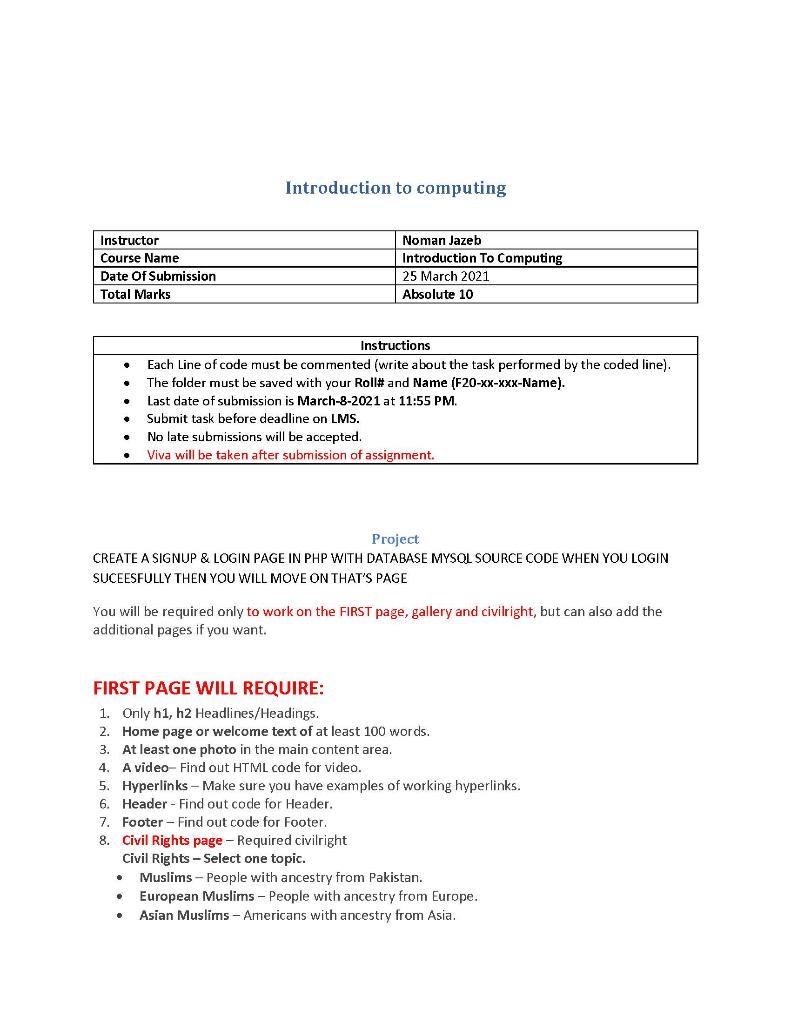 Introduction to computing
Instructor Noman Jazeb
Course Name Introduction To Computing
Date Of Submission 25 March 2021
Total Marks Absolute 10
Instructions
• Each Line of code must be commented (write about the task performed by the coded line).
• The folder must be saved with your Roll# and Name (F20-xx-xxx-Name).
• Last date of submission is March-8-2021 at 11:55 PM.
• Submit task before deadline on LMS.
• No late submissions will be accepted.
• Viva will be taken after submission of assignment.
Project
CREATE A SIGNUP & LOGIN PAGE IN PHP WITH DATABASE MYSQL SOURCE CODE WHEN YOU LOGIN
SUCEESFULLY THEN YOU WILL MOVE ON THAT'S PAGE
You will be required only to work on the FIRST page, gallery and civilright, but can also add the
additional pages if you want.
FIRST PAGE WILL REQUIRE:
1. Only h1, h2 Headlines/Headings.
2. Home page or welcome text of at least 100 words.
3. At least one photo in the main content area.
4. A video– Find out HTML code for video.
5. Hyperlinks – Make sure you have examples of working hyperlinks.
6. Header - Find out code for Header.
7. Footer – Find out code for Footer.
8. Civil Rights page – Required civilright
Civil Rights – Select one topic.
• Muslims – People with ancestry from Pakistan.
• European Muslims – People with ancestry from Europe.
• Asian Muslims – Americans with ancestry from Asia.